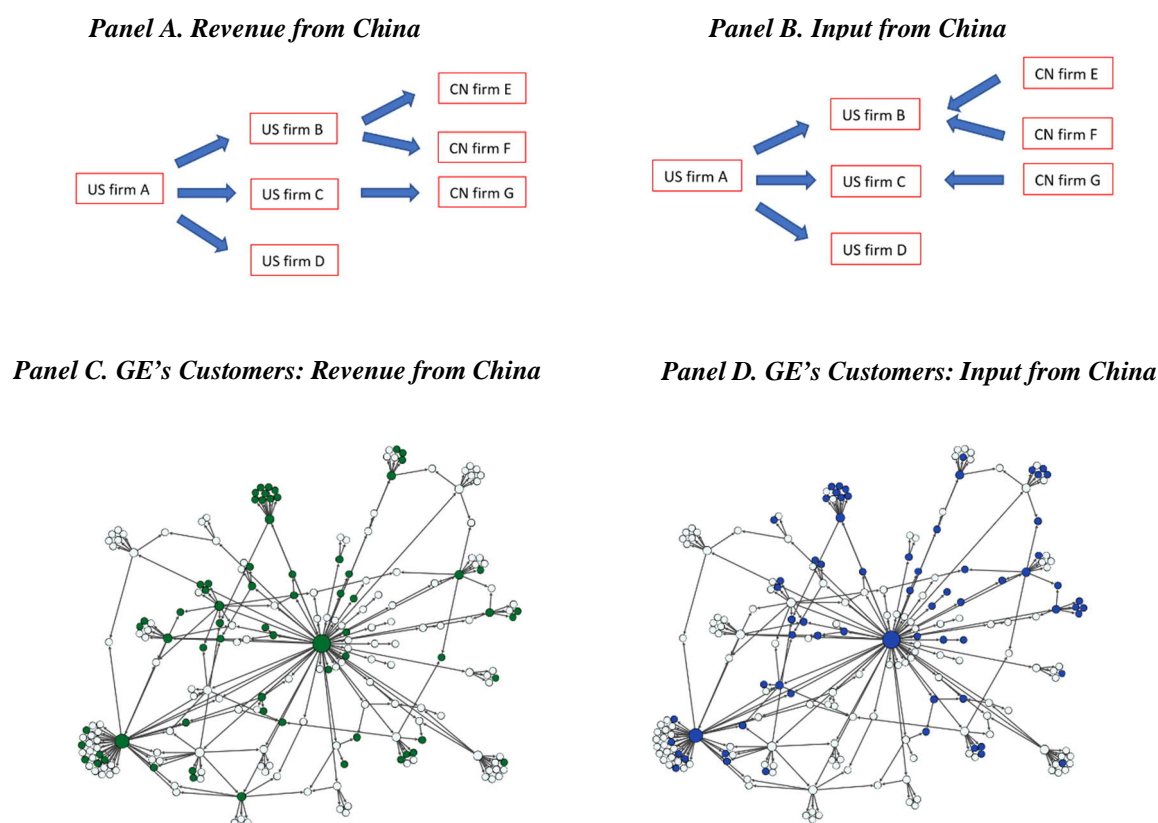 Panel A. Revenue from China
Panel B. Input from China
CN firm E
US firm B
CN firm F
US firm A
US firm C
CN firm G
US firm D
CN firm E
US firm B
CN firm F
US firm A
US firm C
CN firm G
US firm D
Panel C. GE's Customers: Revenue from China
Panel D. GE's Customers: Input from China